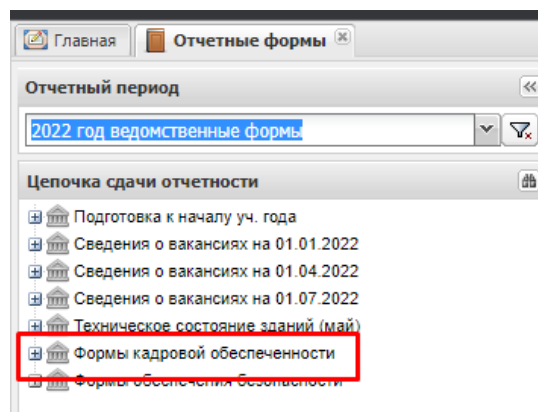 Главная
Отчетные формы
Отчетный период
2022 год ведомственные формы
Цепочка сдачи отчетности
Подготовка к началу уч. года
Сведения о вакансиях на 01.01.2022
Сведения о вакансиях на 01.04.2022
Сведения о вакансиях на 01.07.2022
Техническое состояние зданий (май)
Формы кадровой обеспеченности
Формы обеспечения безопасности